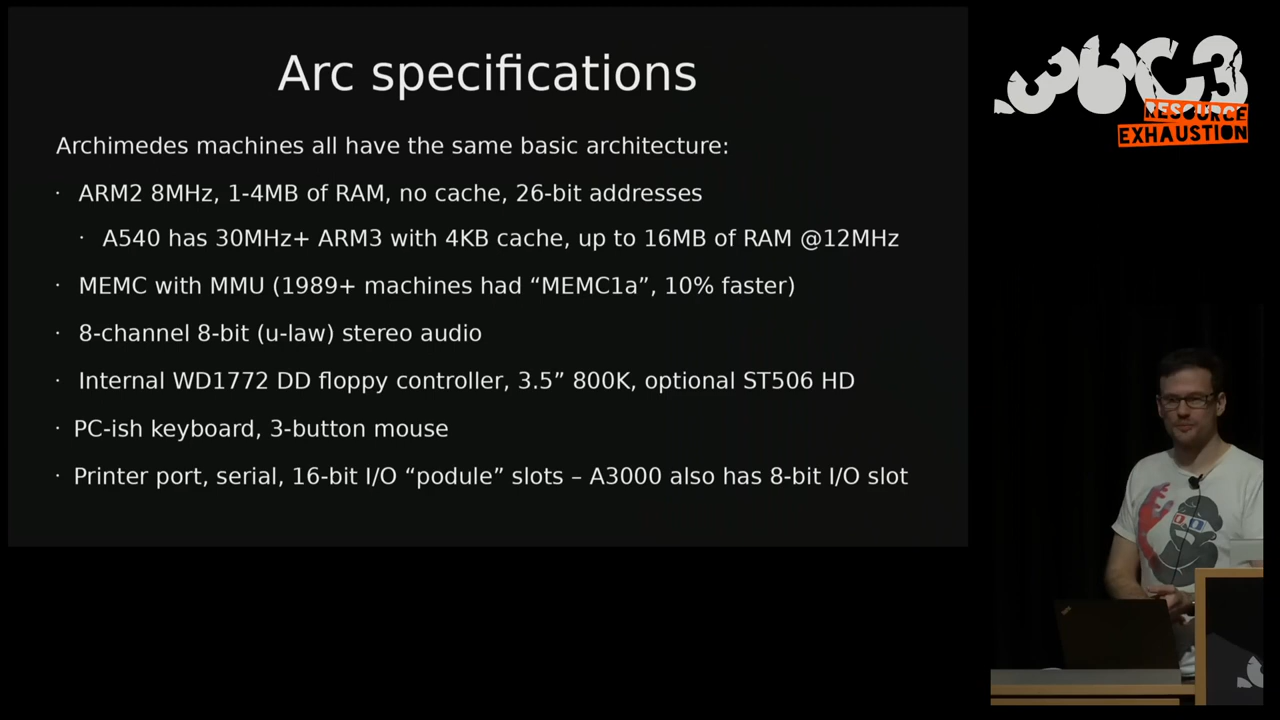 Arc specifications
Archimedes machines all have the same basic architecture:
· ARM2 8MHz, 1-4MB of RAM, no cache, 26-bit addresses
· A540 has 30MHz+ ARM3 with 4KB cache, up to 16MB of RAM @12MHz
· MEMC with MMU (1989+ machines had “MEMC1a”, 10% faster)
· 8-channel 8-bit (u-law) stereo audio
· Internal WD1772 DD floppy controller, 3.5” 800K, optional ST506 HD
· PC-ish keyboard, 3-button mouse
· Printer port, serial, 16-bit I/O “podule” slots – A3000 also has 8-bit I/O slot
36C3
RESOURCE
EXHAUSTION